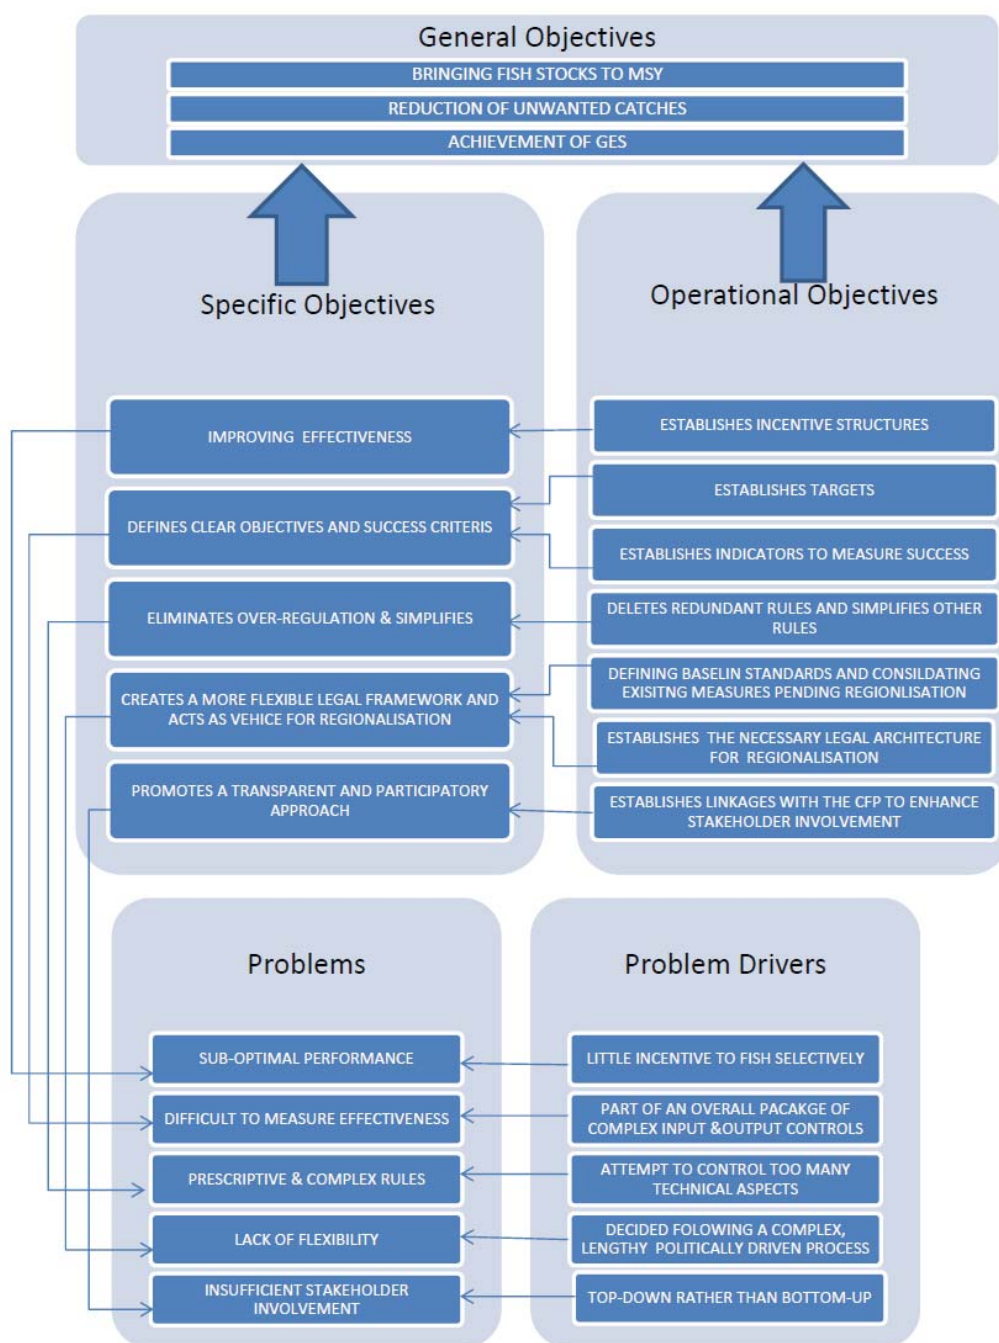 General Objectives
BRINGING FISH STOCKS TO MSY
REDUCTION OF UNWANTED CATCHES
ACHIEVEMENT OF GES
Specific Objectives
IMPROVING EFFECTIVENESS
DEFINES CLEAR OBJECTIVES AND SUCCESS CRITERIS
ELIMINATES OVER-REGULATION & SIMPLIFIES
CREATES A MORE FLEXIBLE LEGAL FRAMEWORK AND
ACTS AS VEHICE FOR REGIONALISATION
PROMOTES A TRANSPARENT AND PARTICIPATORY
APPROACH
Operational Objectives
ESTABLISHES INCENTIVE STRUCTURES
ESTABLISHES TARGETS
ESTABLISHES INDICATORS TO MEASURE SUCCESS
DELETES REDUNDANT RULES AND SIMPLIFIES OTHER
RULES
DEFINING BASELIN STANDARDS AND CONSILDATING
EXISITNG MEASURES PENDING REGIONLISATION
ESTABLISHES THE NECESSARY LEGAL ARCHITECTURE
FOR REGIONALISATION
ESTABLISHES LINKAGES WITH THE CFP TO ENHANCE
STAKEHOLDER INVOLVEMENT
Problems
SUB-OPTIMAL PERFORMANCE
DIFFICULT TO MEASURE EFFECTIVENESS
PRESCRIPTIVE & COMPLEX RULES
LACK OF FLEXIBILITY
INSUFFICIENT STAKEHOLDER
INVOLVEMENT
Problem Drivers
LITTLE INCENTIVE TO FISH SELECTIVELY
PART OF AN OVERALL PACAKGE OF
COMPLEX INPUT &OUTPUT CONTROLS
ATTEMPT TO CONTROL TOO MANY
TECHNICAL ASPECTS
DECIDED FOLOWING A COMPLEX,
LENGTHY POLITICALLY DRIVEN PROCESS
TOP-DOWN RATHER THAN BOTTOM-UP